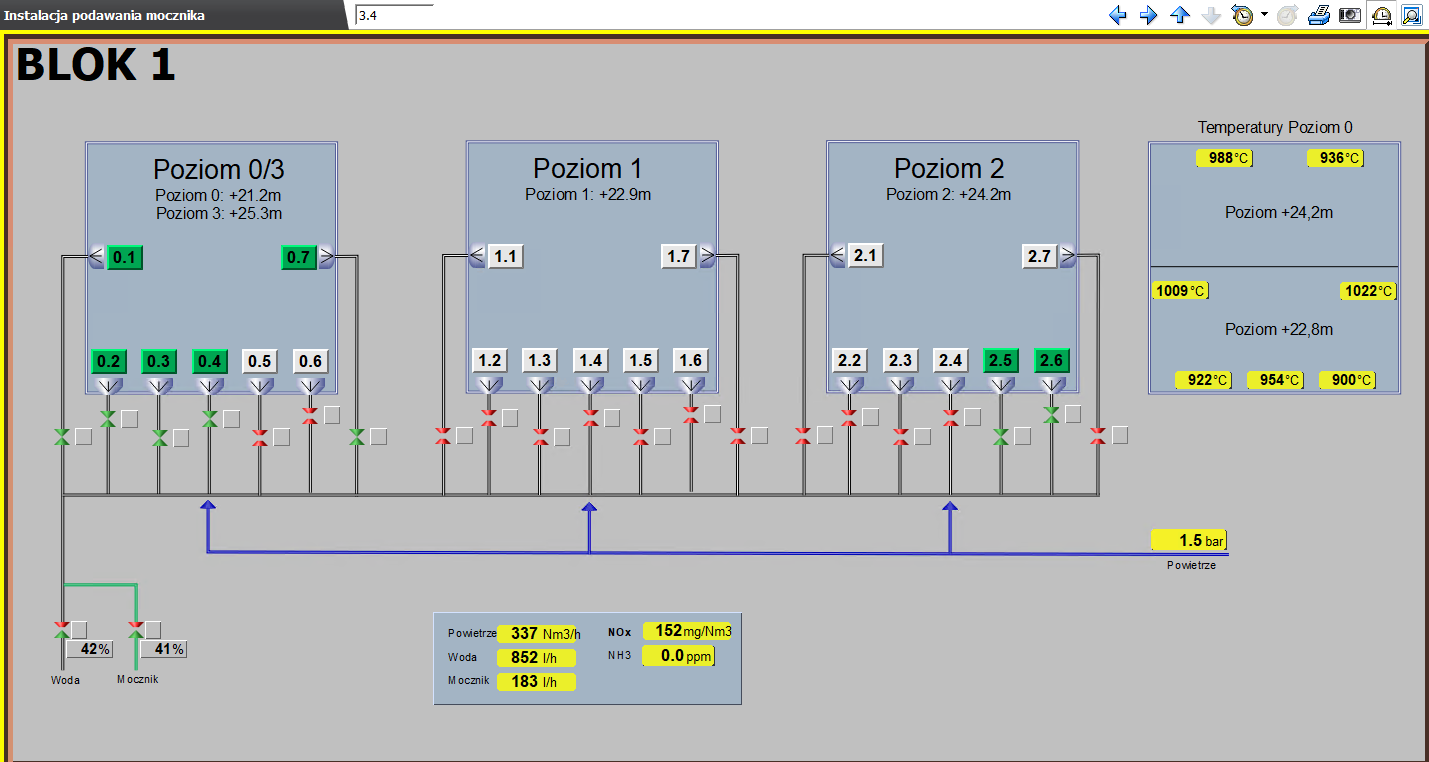 Instalacja podawania mocznika
3.4
BLOK 1
Temperatury Poziom 0
Poziom 0/3
Poziom 0: +21.2m
Poziom 3: +25.3m
Poziom 1
Poziom 1: +22.9m
Poziom 2
Poziom 2: +24.2m
988°C 936°C
Poziom +24,2m
0.1 0.7 1.1 1.7 2.1 2.7
1009°C 1022°C
Poziom +22,8m
0.2 0.3 0.4 0.5 0.6 1.2 1.3 1.4 1.5 1.6 2.2 2.3 2.4 2.5 2.6
922°C 954°C 900°C
1.5 bar
Powietrze
42% 41%
Woda Mocznik
Powietrze 337 Nm3/h NOx 152 mg/Nm3
Woda 852 l/h NH3 0.0 ppm
Mocznik 183 l/h